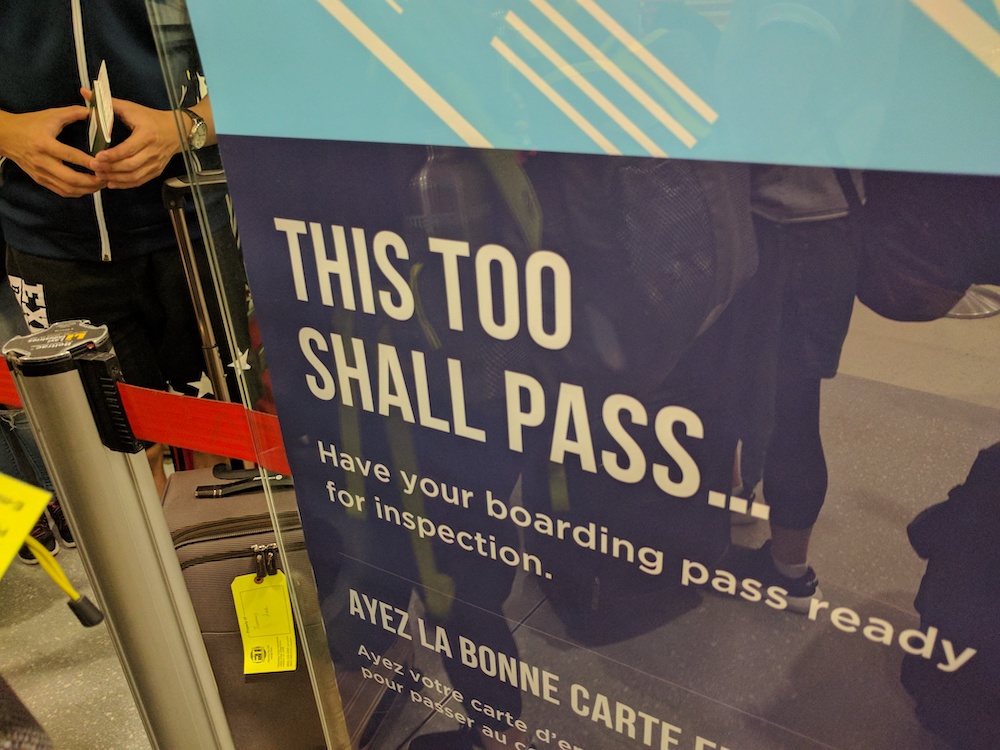 THIS TOO
SHALL PASS...
Have your boarding pass ready
for inspection.
AYEZ LA BONNE CARTE
Ayez votre carte
pour passer au
EX